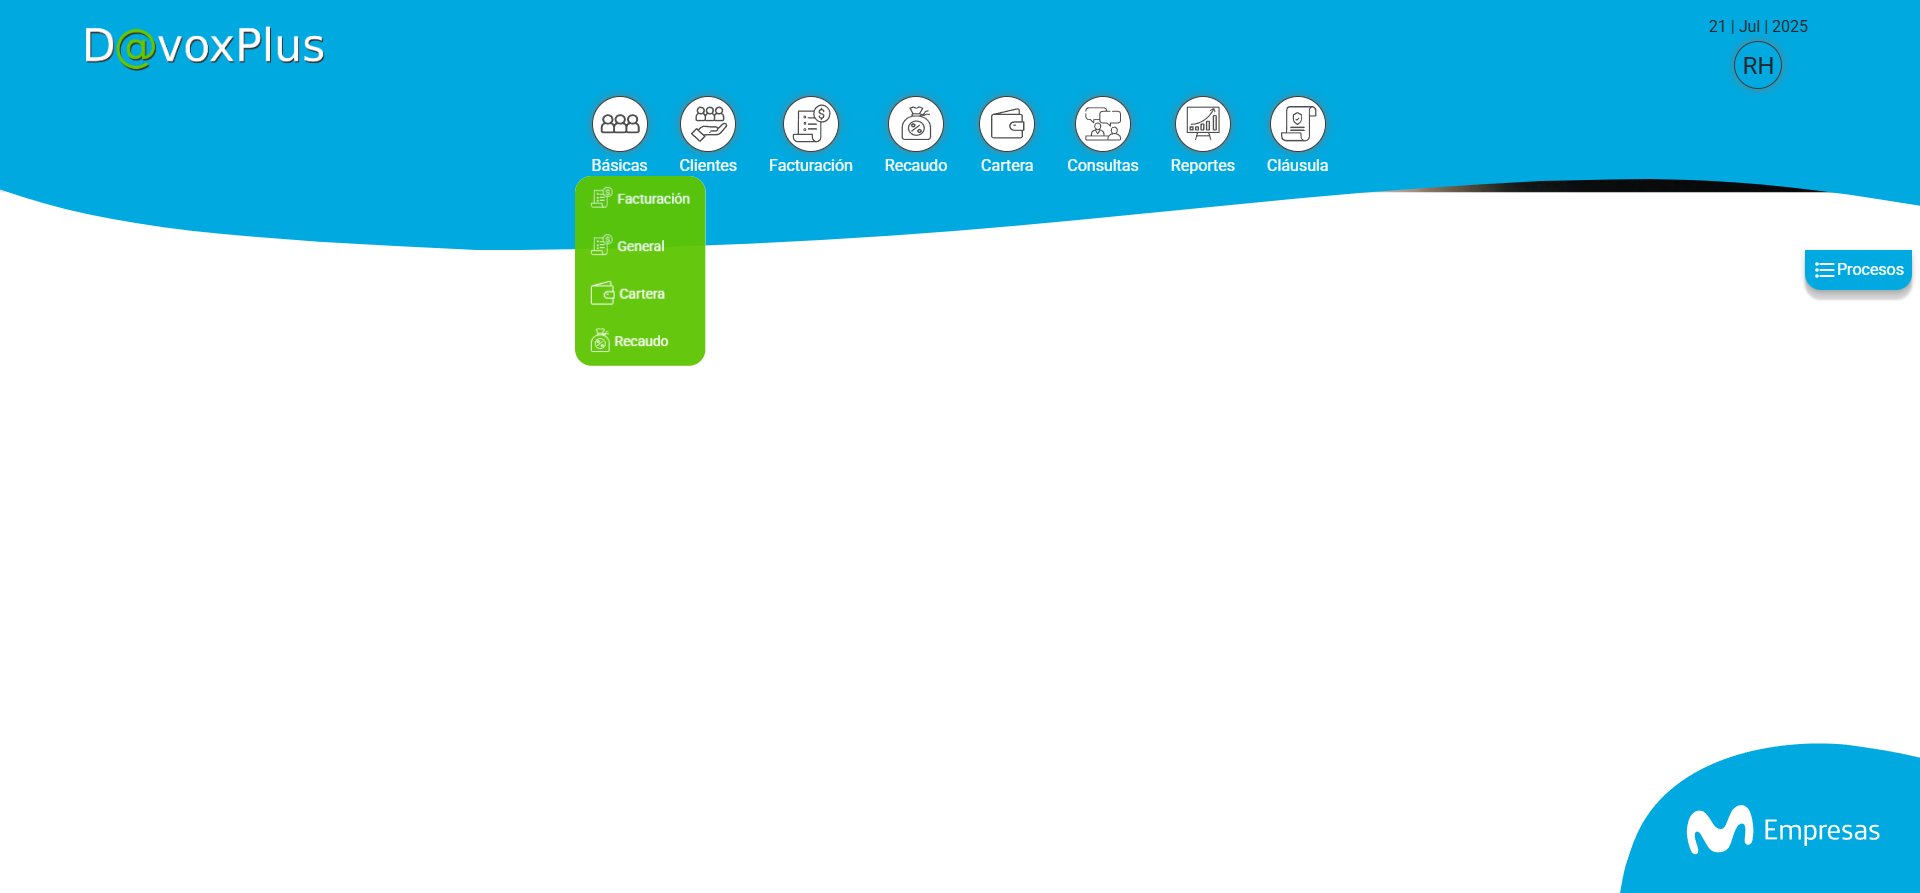 D@voxPlus
21 | Jul | 2025
RH
Básicas
Clientes
Facturación
Recaudo
Cartera
Consultas
Reportes
Cláusula
Facturación
General
Cartera
Recaudo
Procesos
Empresas